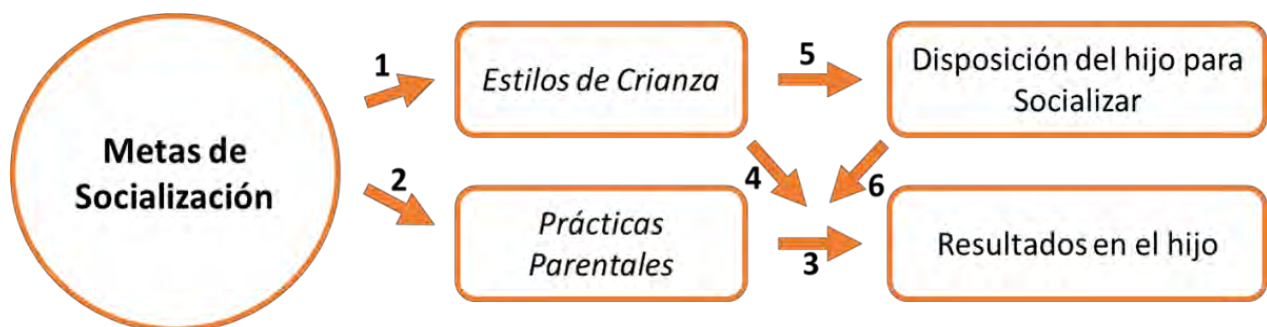 Metas de
Socialización
1
2
Estilos de Crianza
Prácticas
Parentales
5
4
6
3
Disposición del hijo para
Socializar
Resultados en el hijo